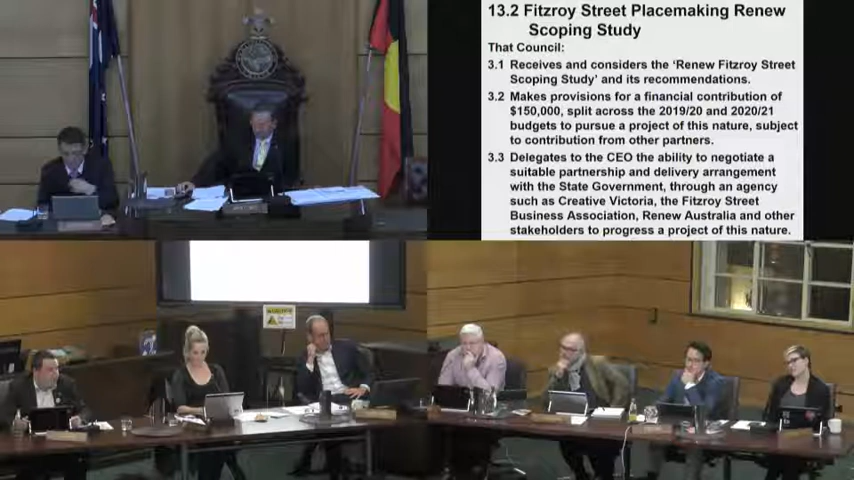 13.2 Fitzroy Street Placemaking Renew
Scoping Study
That Council:
3.1 Receives and considers the ‘Renew Fitzroy Street
Scoping Study’ and its recommendations.
3.2 Makes provisions for a financial contribution of
$150,000, split across the 2019/20 and 2020/21
budgets to pursue a project of this nature, subject
to contribution from other partners.
3.3 Delegates to the CEO the ability to negotiate a
suitable partnership and delivery arrangement
with the State Government, through an agency
such as Creative Victoria, the Fitzroy Street
Business Association, Renew Australia and other
stakeholders to progress a project of this nature.